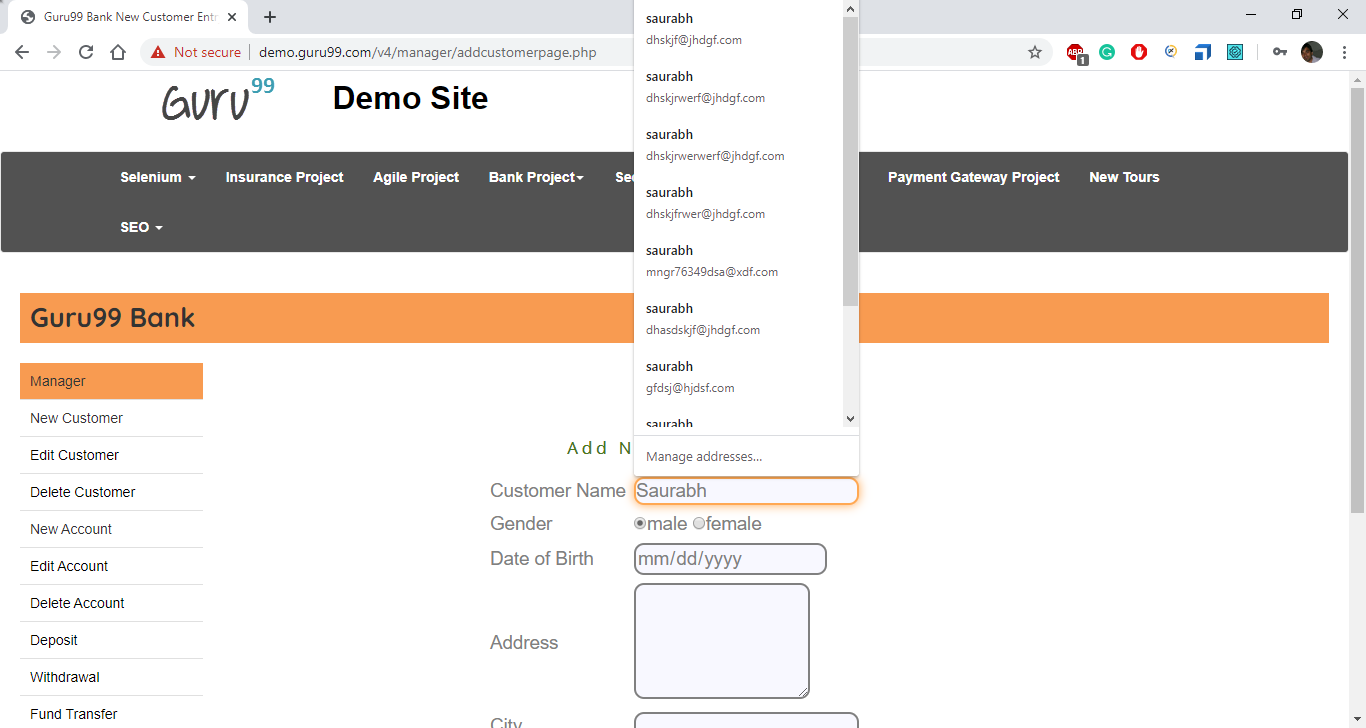 Guru99 Bank New Customer Entr
Not secure
demo.guru99.com/v4/manager/addcustomerpage.php
ABP
1
Guru99
Demo Site
Selenium
Insurance Project
Agile Project
Bank Project
Se
Payment Gateway Project
New Tours
SEO
Guru99 Bank
Manager
New Customer
Edit Customer
Delete Customer
New Account
Edit Account
Delete Account
Deposit
Withdrawal
Fund Transfer
saurabh
dhskjf@jhdgf.com
saurabh
dhskjrwerf@jhdgf.com
saurabh
dhskjrwerwerf@jhdgf.com
saurabh
dhskjfrwer@jhdgf.com
saurabh
mngr76349dsa@xdf.com
saurabh
dhasdskjf@jhdgf.com
saurabh
gfdsj@hjdsf.com
saurabh
Manage addresses...
Add N
Customer Name Saurabh
Gender male female
Date of Birth mm/dd/yyyy
Address
City